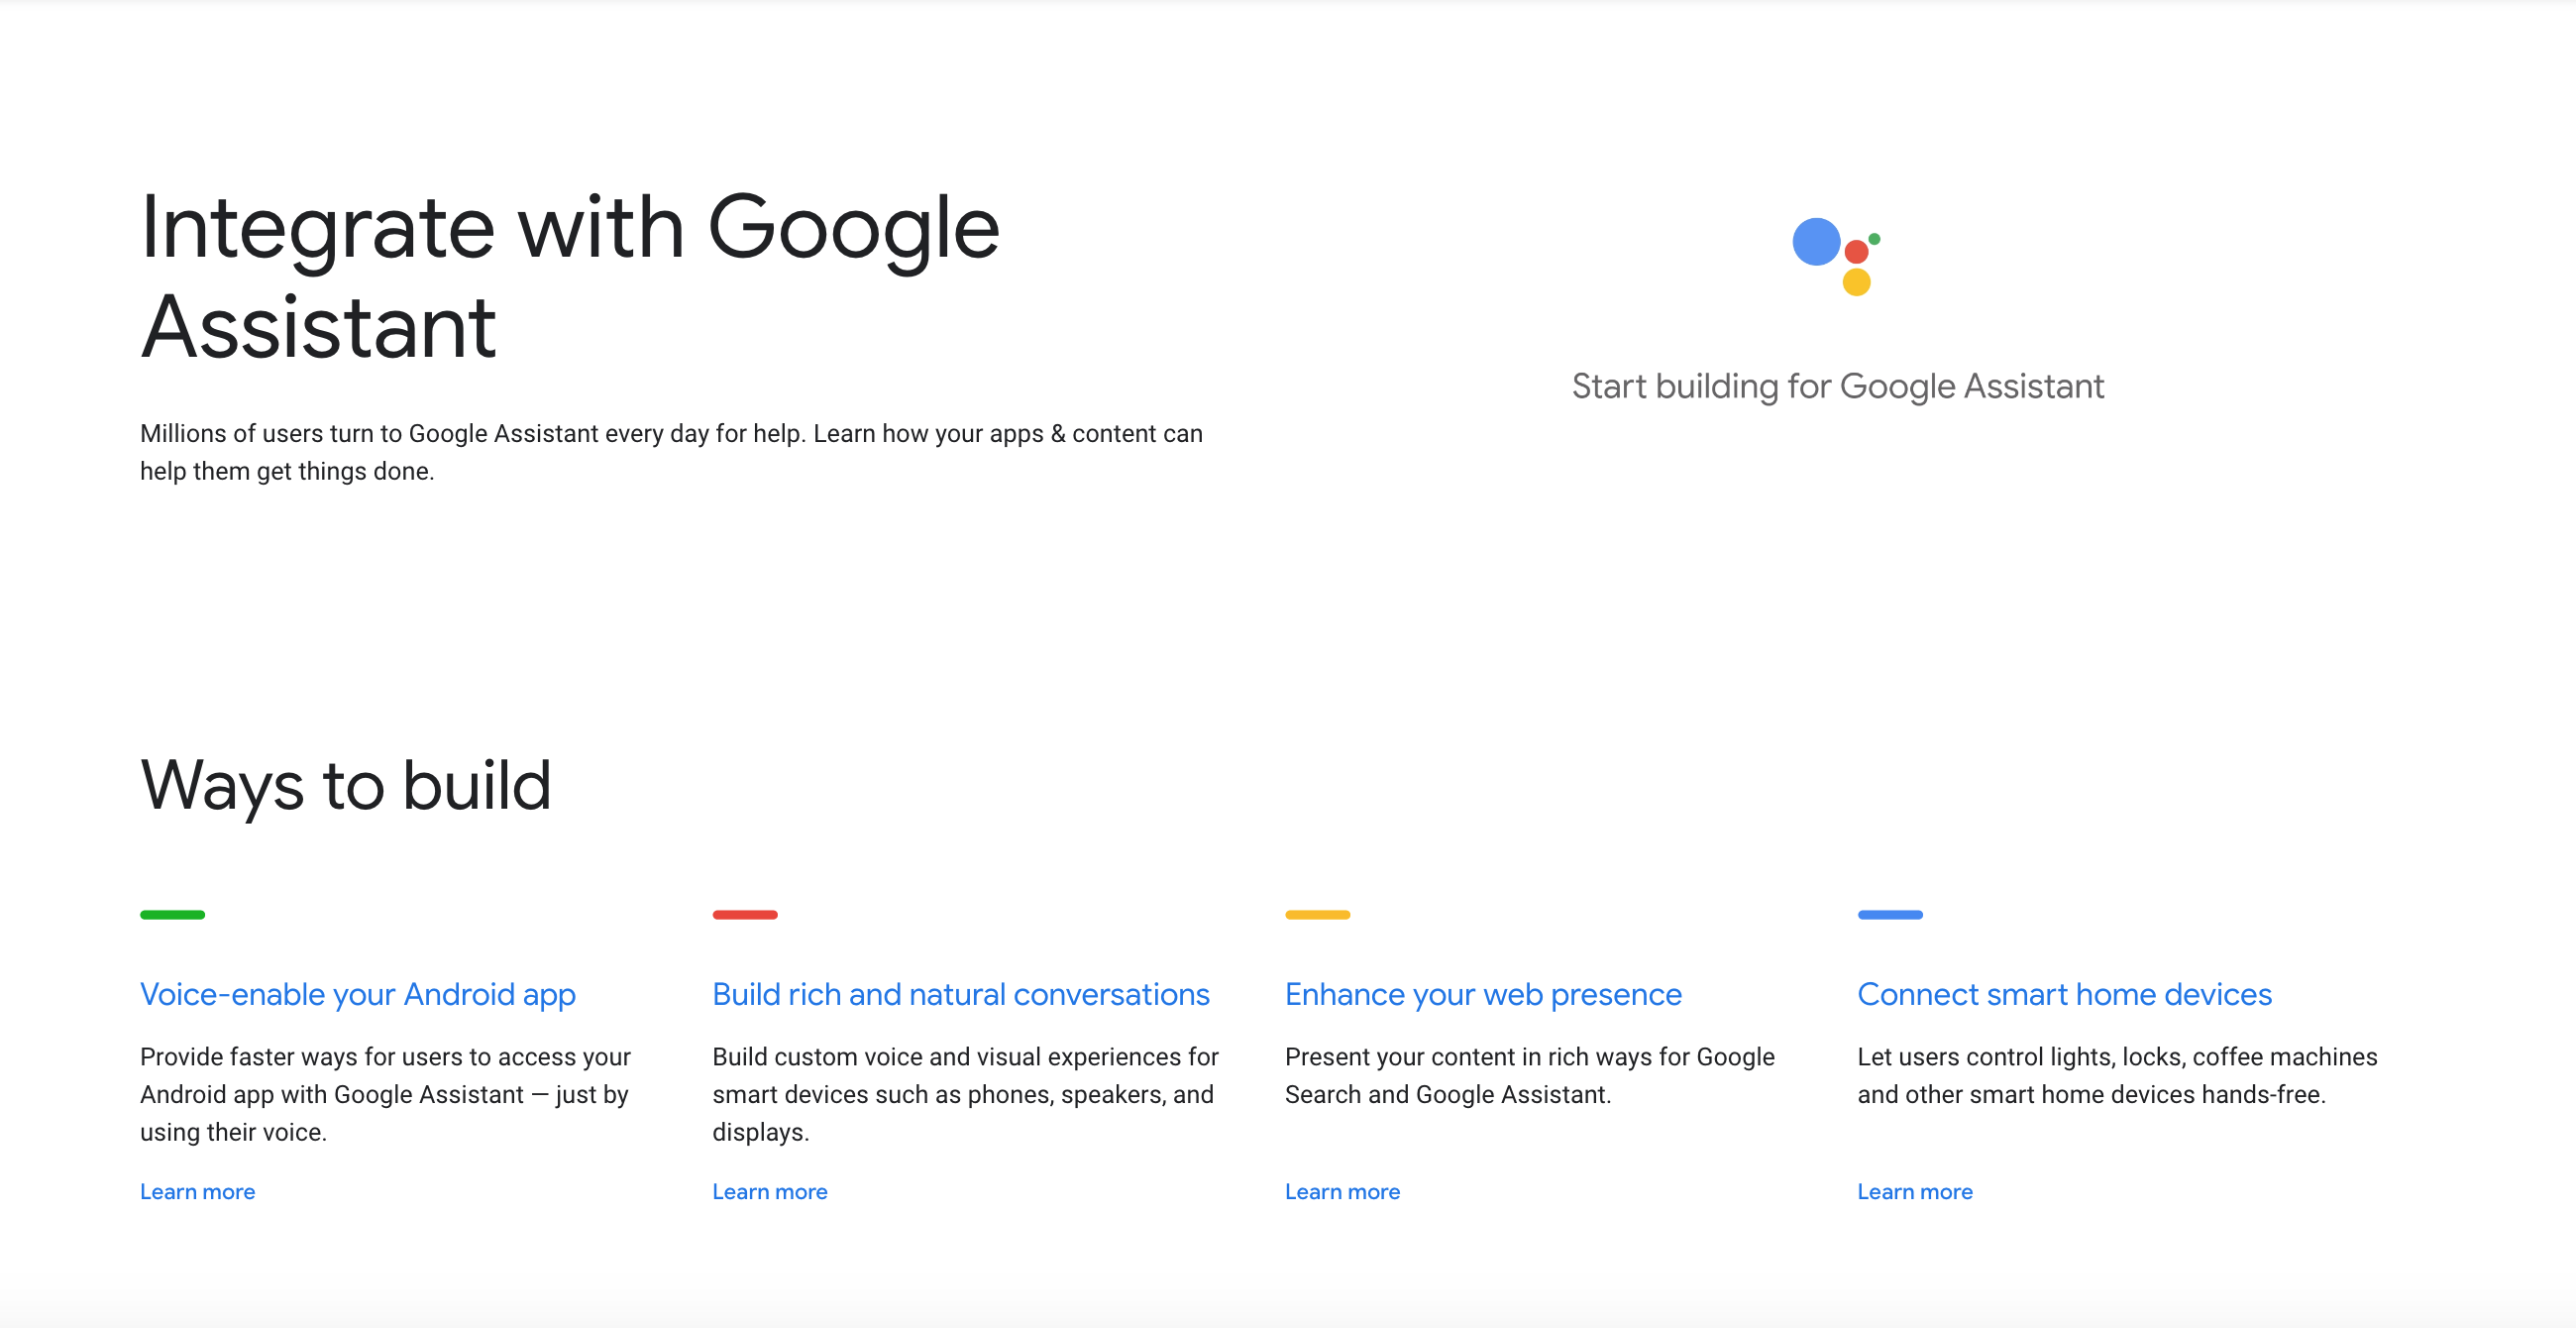 Integrate with Google
Assistant
Millions of users turn to Google Assistant every day for help. Learn how your apps & content can
help them get things done.
Start building for Google Assistant
Ways to build
Voice-enable your Android app
Provide faster ways for users to access your
Android app with Google Assistant — just by
using their voice.
Learn more
Build rich and natural conversations
Build custom voice and visual experiences for
smart devices such as phones, speakers, and
displays.
Learn more
Enhance your web presence
Present your content in rich ways for Google
Search and Google Assistant.
Learn more
Connect smart home devices
Let users control lights, locks, coffee machines
and other smart home devices hands-free.
Learn more